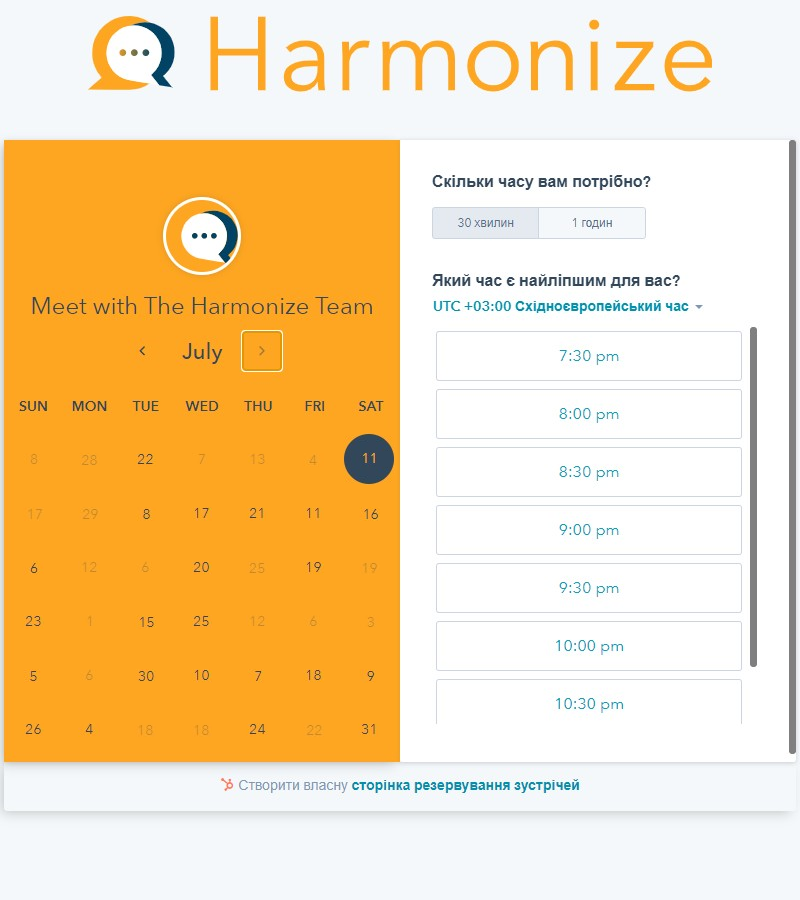 Harmonize
Meet with The Harmonize Team
July
SUN MON TUE WED THU FRI SAT
8 28 22 7 13 4 11
17 29 8 17 21 11 16
6 12 6 20 25 19 19
23 1 15 25 12 6 3
5 6 30 10 7 18 9
26 4 18 18 24 22 31
Скільки часу вам потрібно?
30 хвилин 1 годин
Який час є найліпшим для вас?
UTC +03:00 Східноєвропейський час
7:30 pm
8:00 pm
8:30 pm
9:00 pm
9:30 pm
10:00 pm
10:30 pm
Створити власну сторінка резервування зустрічей